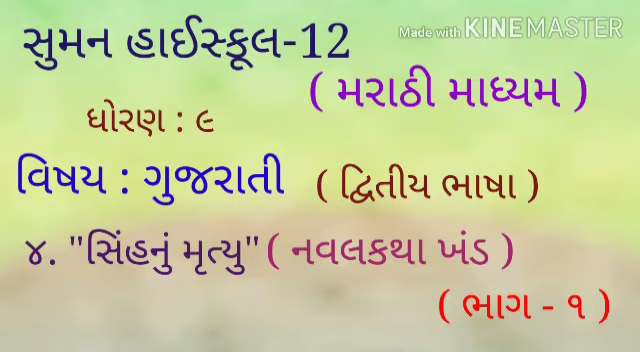 સુમન હાઈસ્કૂલ-12
Made with KINEMASTER
( મરાઠી માધ્યમ )
ધોરણ : ૯
વિષય : ગુજરાતી ( દ્વિતીય ભાષા )
૪. "સિંહનું મૃત્યુ" ( નવલકથા ખંડ )
( ભાગ - ૧ )